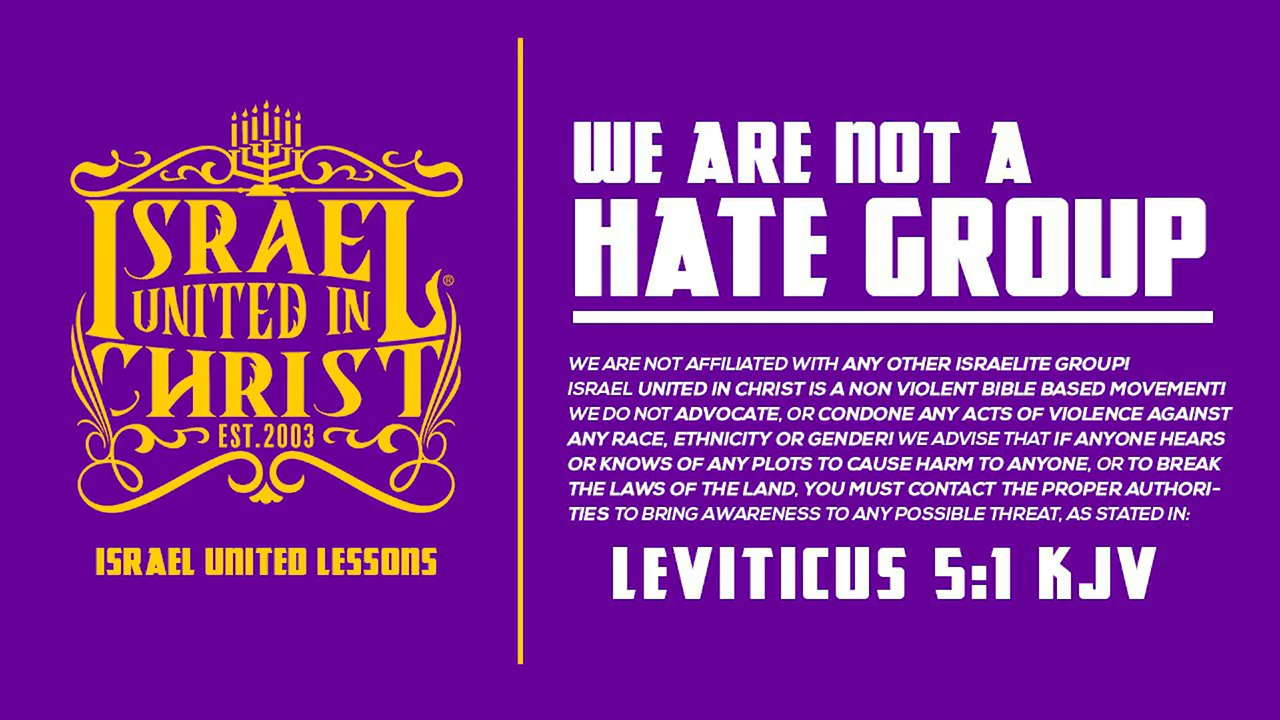 ISRAEL
UNITED IN
CHRIST
®
EST.2003
ISRAEL UNITED LESSONS
WE ARE NOT A
HATE GROUP
WE ARE NOT AFFILIATED WITH ANY OTHER ISRAELITE GROUP!
ISRAEL UNITED IN CHRIST IS A NON VIOLENT BIBLE BASED MOVEMENT!
WE DO NOT ADVOCATE, OR CONDONE ANY ACTS OF VIOLENCE AGAINST
ANY RACE, ETHNICITY OR GENDER! WE ADVISE THAT IF ANYONE HEARS
OR KNOWS OF ANY PLOTS TO CAUSE HARM TO ANYONE, OR TO BREAK
THE LAWS OF THE LAND, YOU MUST CONTACT THE PROPER AUTHORI-
TIES TO BRING AWARENESS TO ANY POSSIBLE THREAT, AS STATED IN:
LEVITICUS 5:1 KJV